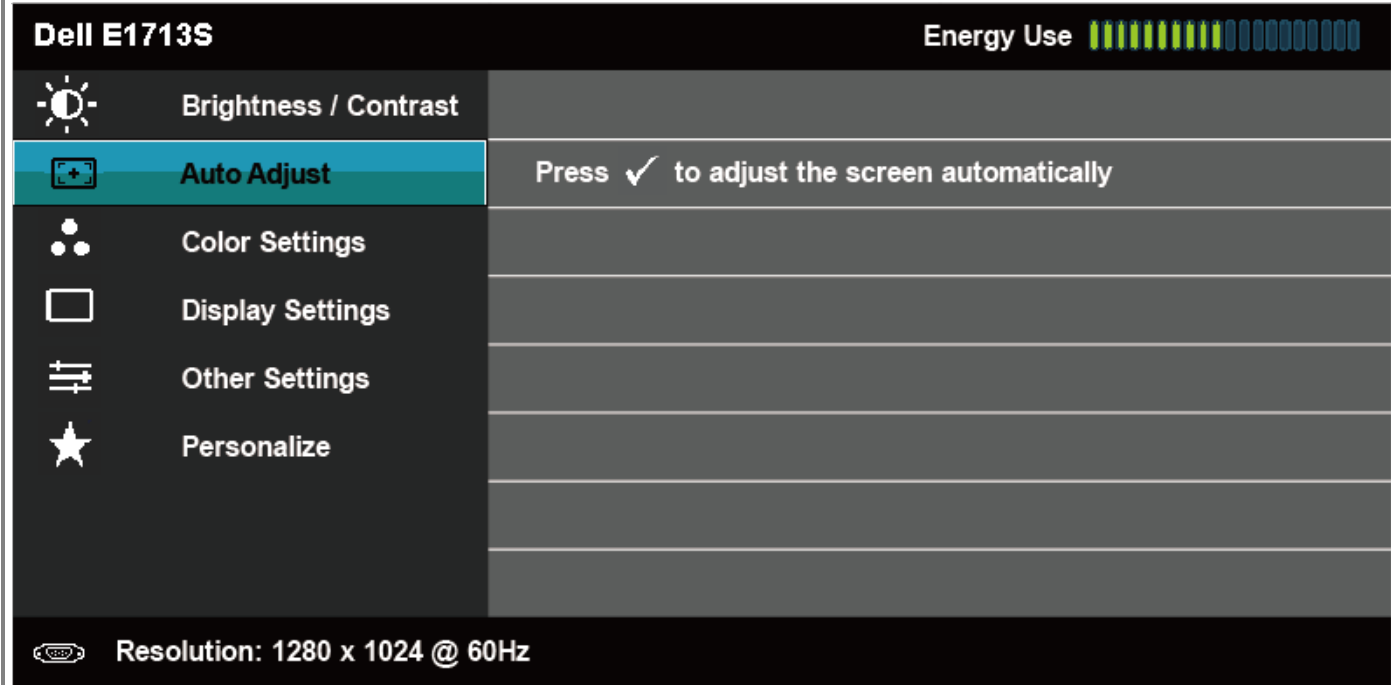 Dell E1713S Energy Use
Brightness / Contrast
Auto Adjust Press ✓ to adjust the screen automatically
Color Settings
Display Settings
Other Settings
Personalize
Resolution: 1280 x 1024 @ 60Hz